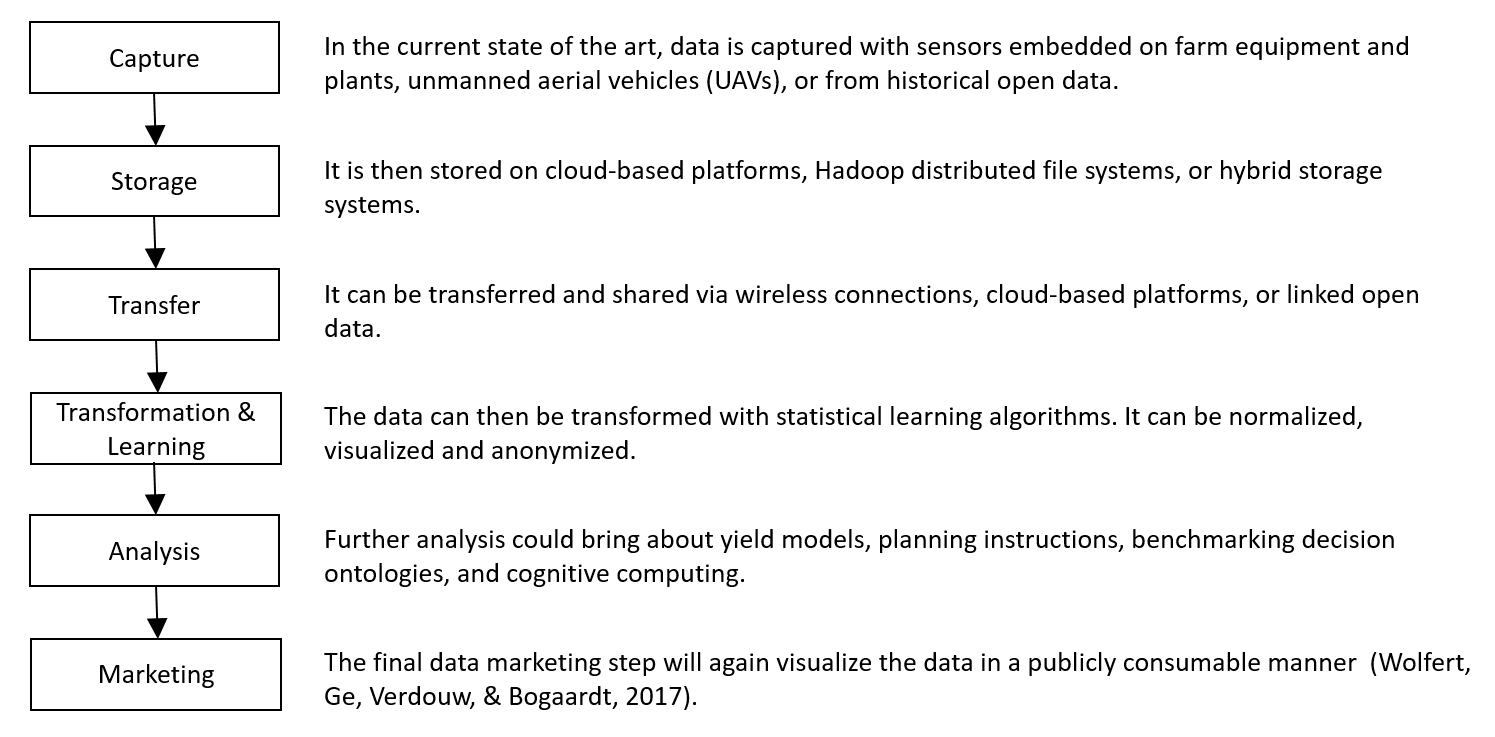 Capture
In the current state of the art, data is captured with sensors embedded on farm equipment and
plants, unmanned aerial vehicles (UAVs), or from historical open data.
Storage
It is then stored on cloud-based platforms, Hadoop distributed file systems, or hybrid storage
systems.
Transfer
It can be transferred and shared via wireless connections, cloud-based platforms, or linked open
data.
Transformation &
Learning
The data can then be transformed with statistical learning algorithms. It can be normalized,
visualized and anonymized.
Analysis
Further analysis could bring about yield models, planning instructions, benchmarking decision
ontologies, and cognitive computing.
Marketing
The final data marketing step will again visualize the data in a publicly consumable manner  (Wolfert,
Ge, Verdouw, & Bogaardt, 2017).